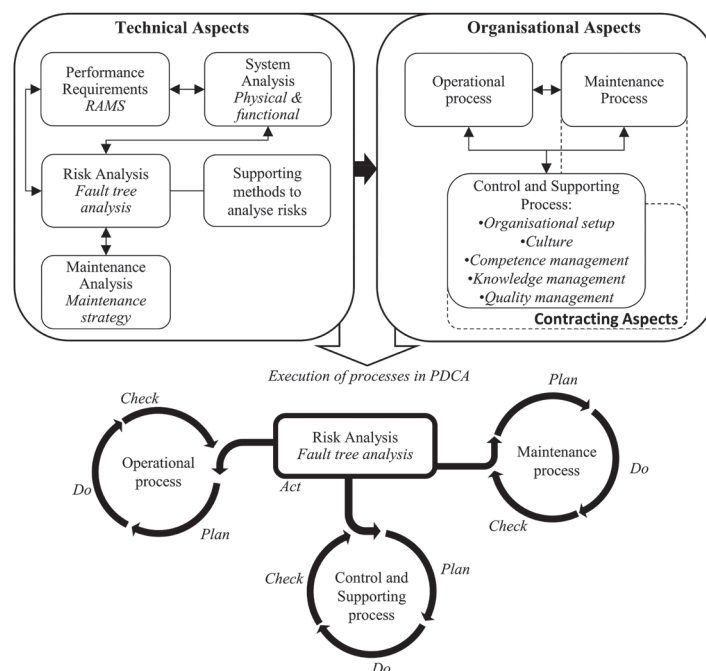 Technical Aspects
Performance
Requirements
RAMS
System
Analysis
Physical &
functional
Risk Analysis
Fault tree
analysis
Supporting
methods to
analyse risks
Maintenance
Analysis
Maintenance
strategy
Organisational Aspects
Operational
process
Maintenance
Process
Control and Supporting
Process:
•Organisational setup
•Culture
•Competence management
•Knowledge management
•Quality management
Contracting Aspects
Execution of processes in PDCA
Check
Operational
process
Do
Plan
Risk Analysis
Fault tree analysis
Act
Plan
Maintenance
process
Do
Check
Check
Control and
Supporting
process
Plan
Do